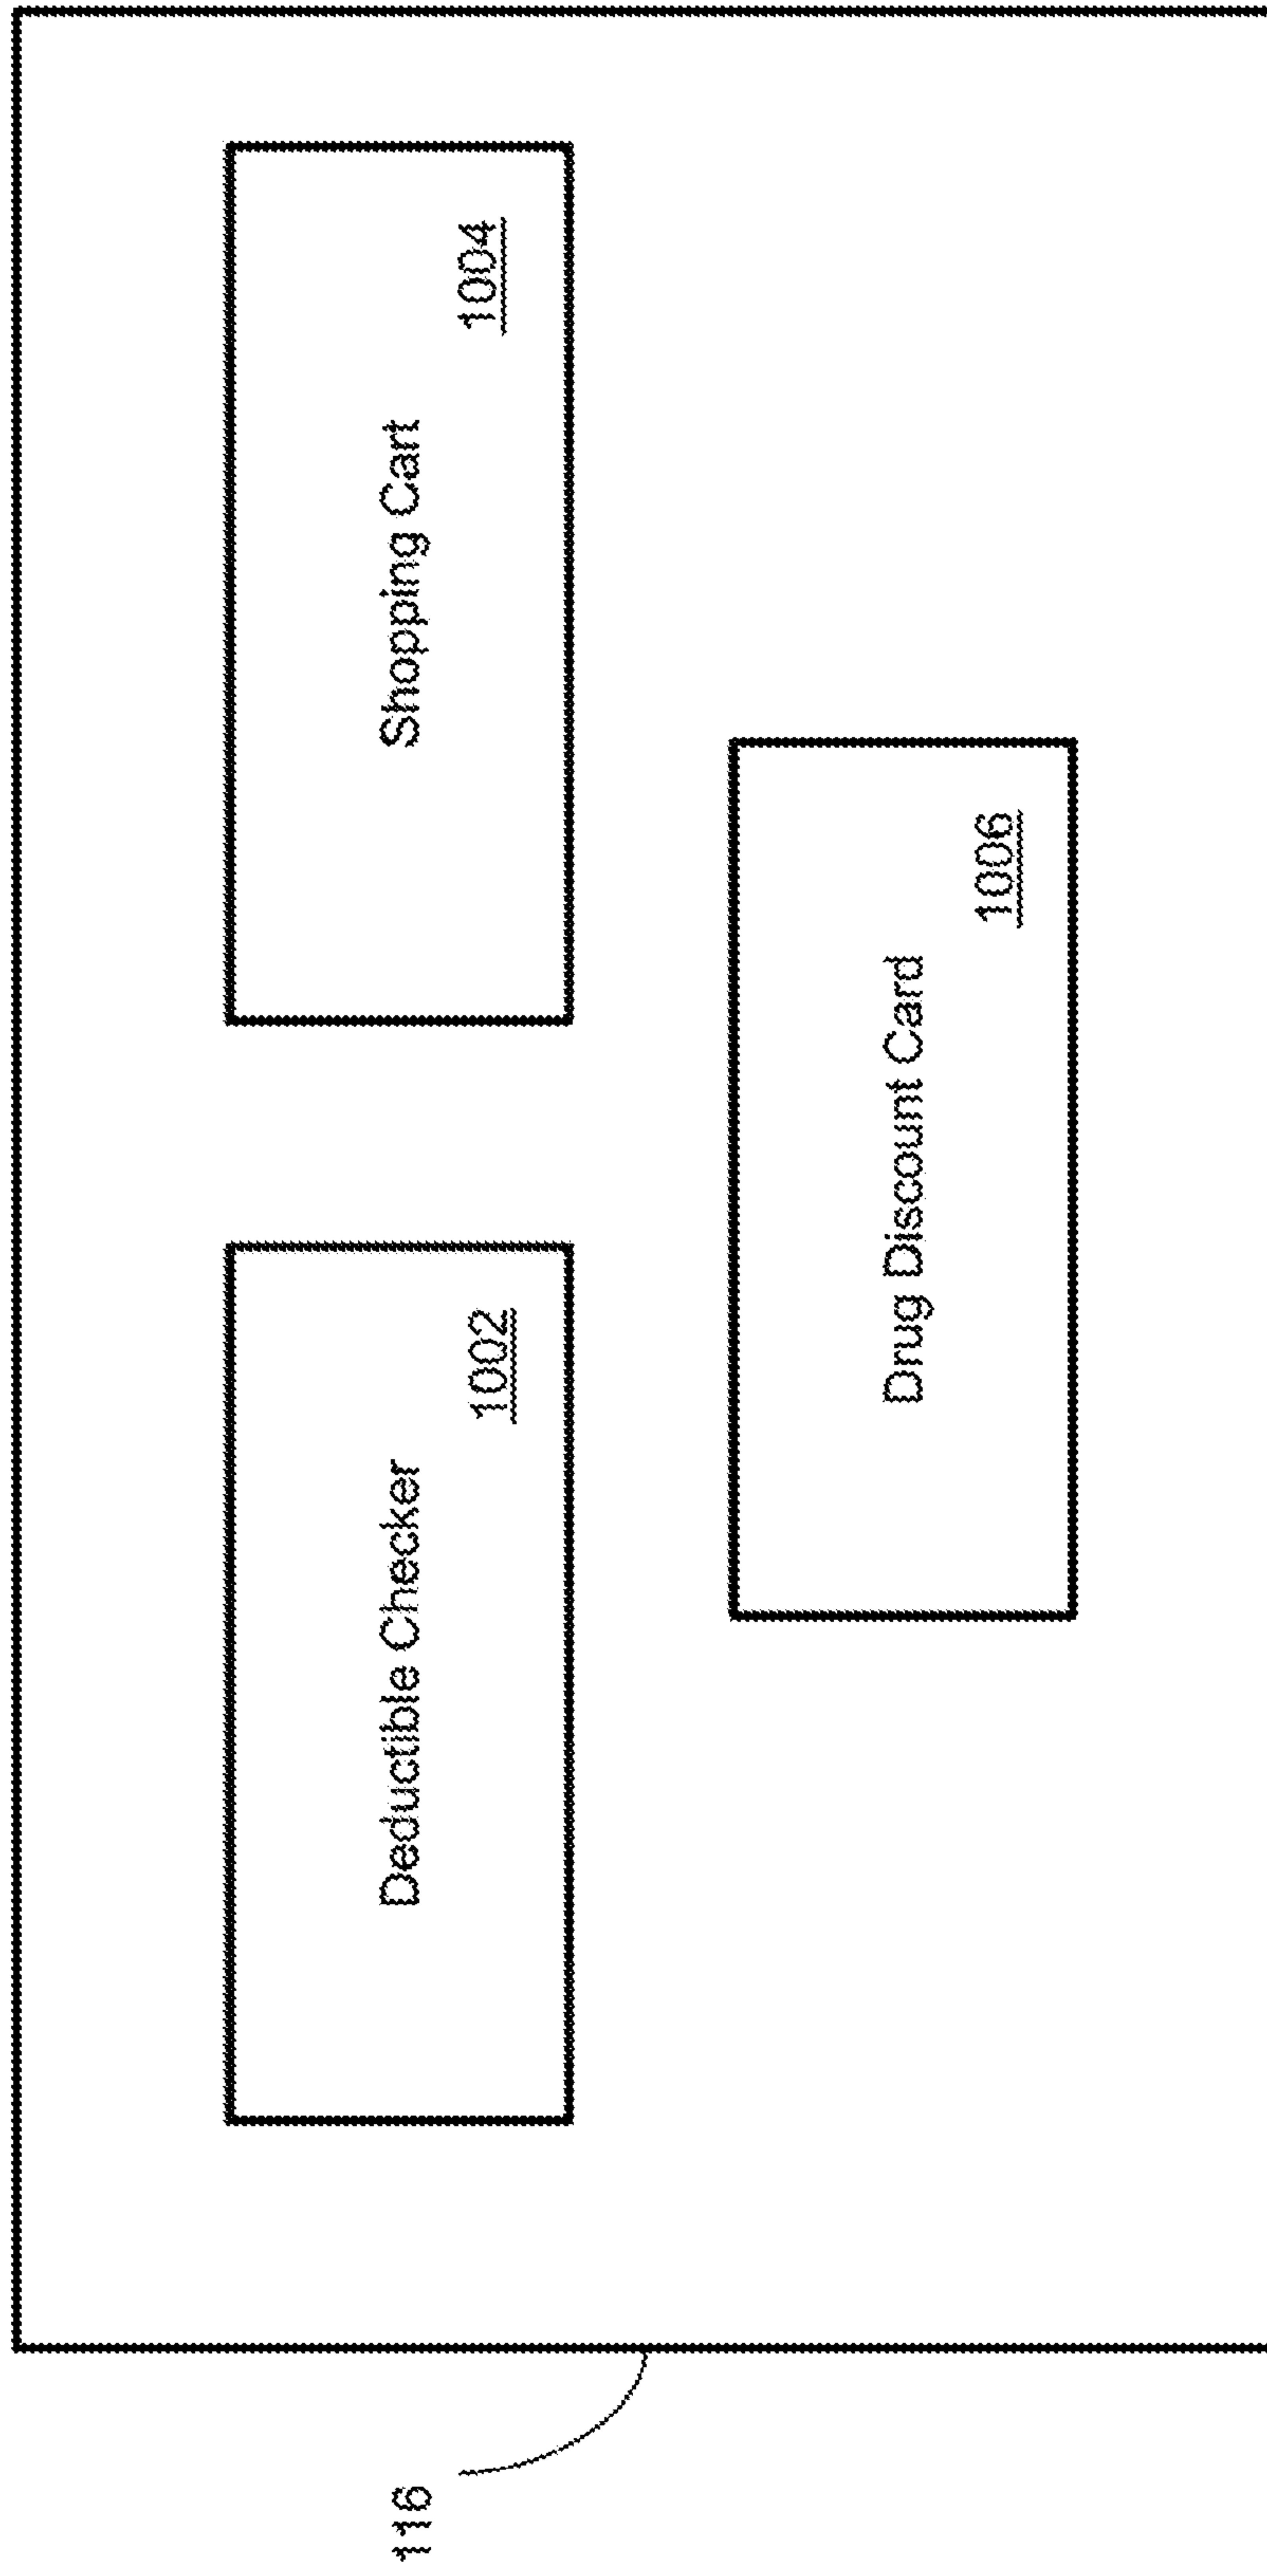 116
Deductible Checker
1002
Shopping Cart
1004
Drug Discount Card
1006